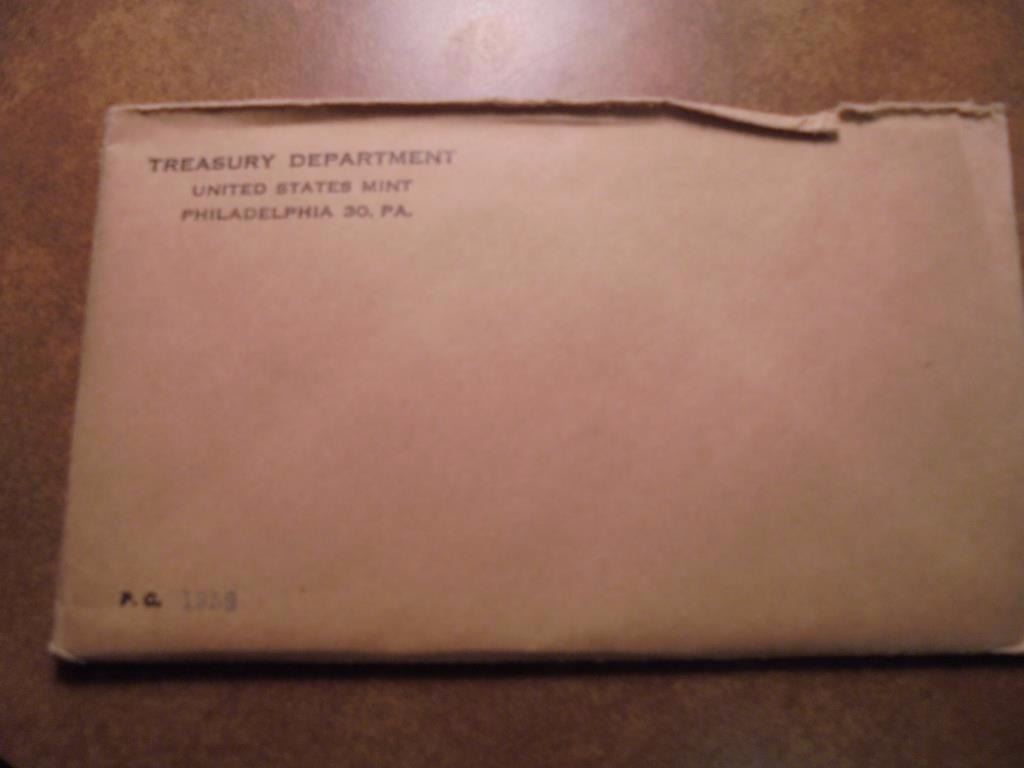 TREASURY DEPARTMENT
UNITED STATES MINT
PHILADELPHIA 30, PA.
P. C.